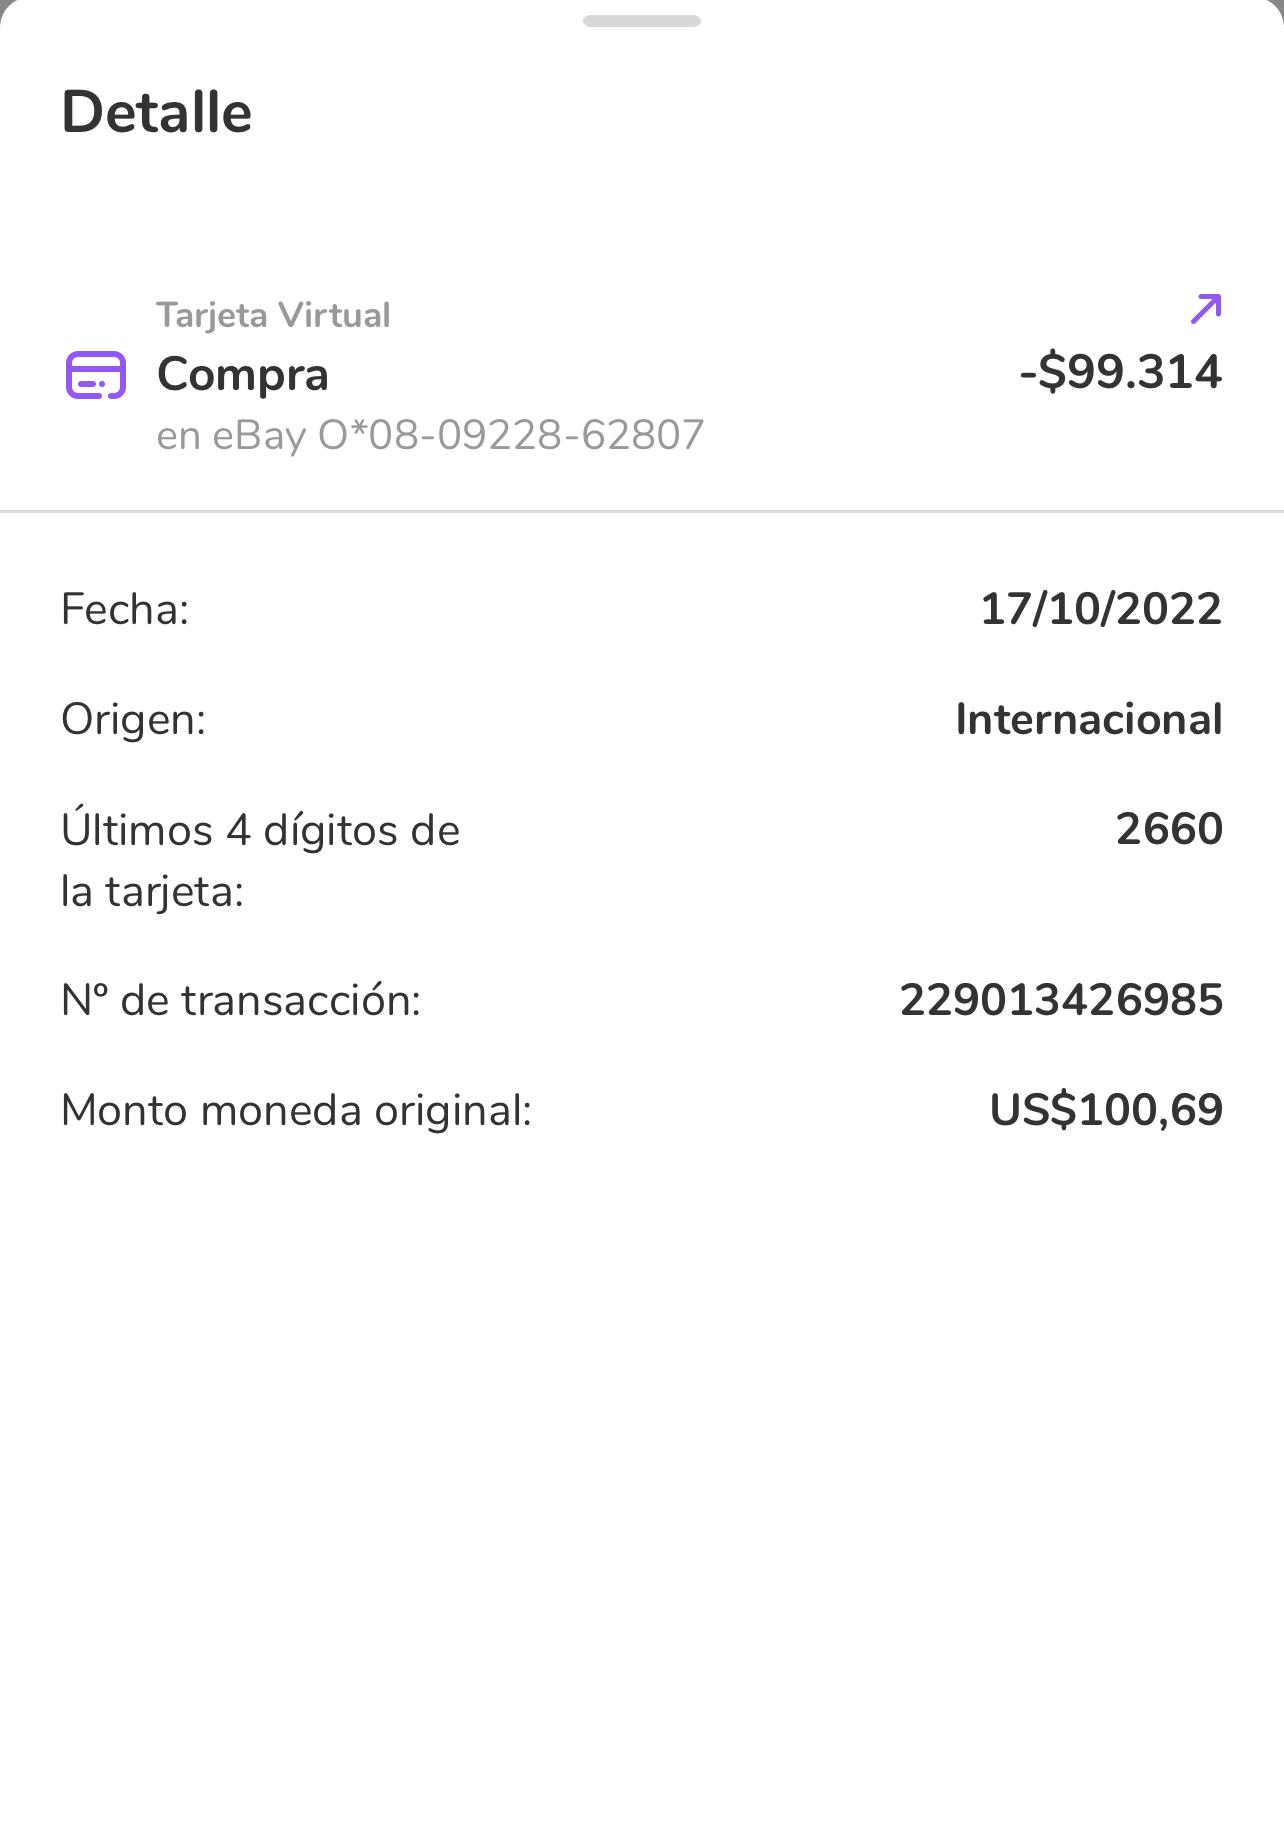 Detalle
Tarjeta Virtual
Compra
-$99.314
en eBay O*08-09228-62807
Fecha:
17/10/2022
Origen:
Internacional
Últimos 4 dígitos de
la tarjeta:
2660
Nº de transacción:
229013426985
Monto moneda original:
US$100,69